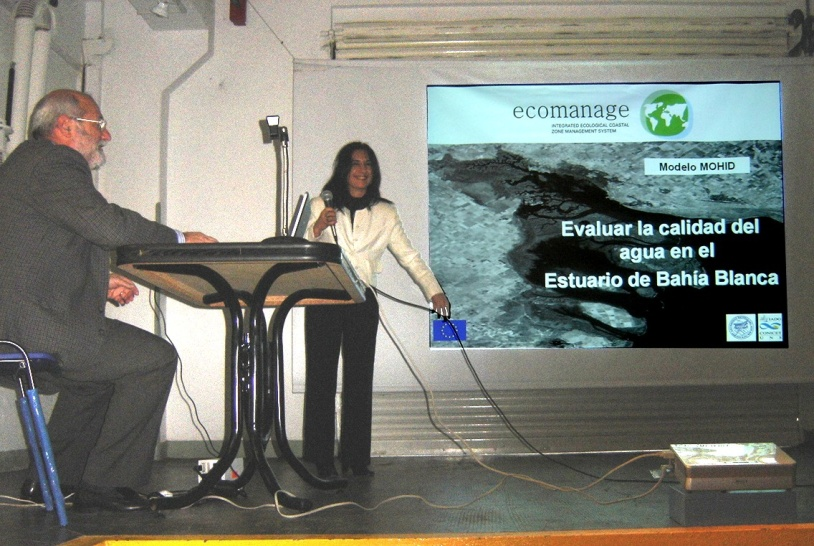 ecomanage
INTEGRATED ECOLOGICAL COASTAL
ZONE MANAGEMENT SYSTEM
Modelo MOHID
Evaluar la calidad del
agua en el
Estuario de Bahía Blanca